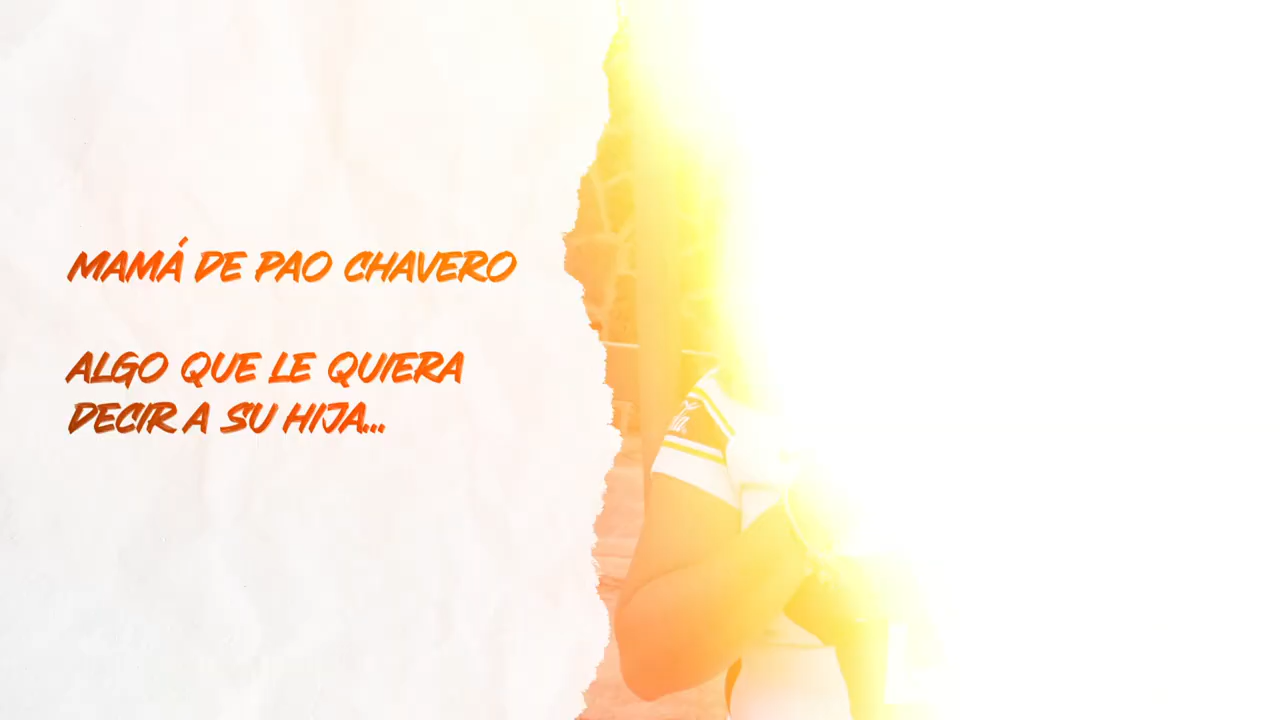 MAMÁ DE PAO CHAVERO
ALGO QUE LE QUIERA
DECIR A SU HIJA...